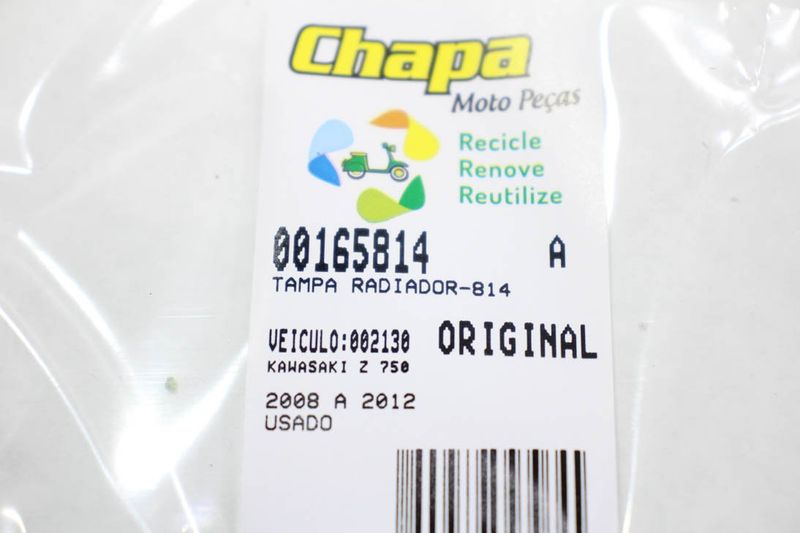 Chapa
Moto Peças
Recicle
Renove
Reutilize
00165814 A
TAMPA RADIADOR-814
VEICULO:002130 ORIGINAL
KAWASAKI Z 750
2008 A 2012
USADO